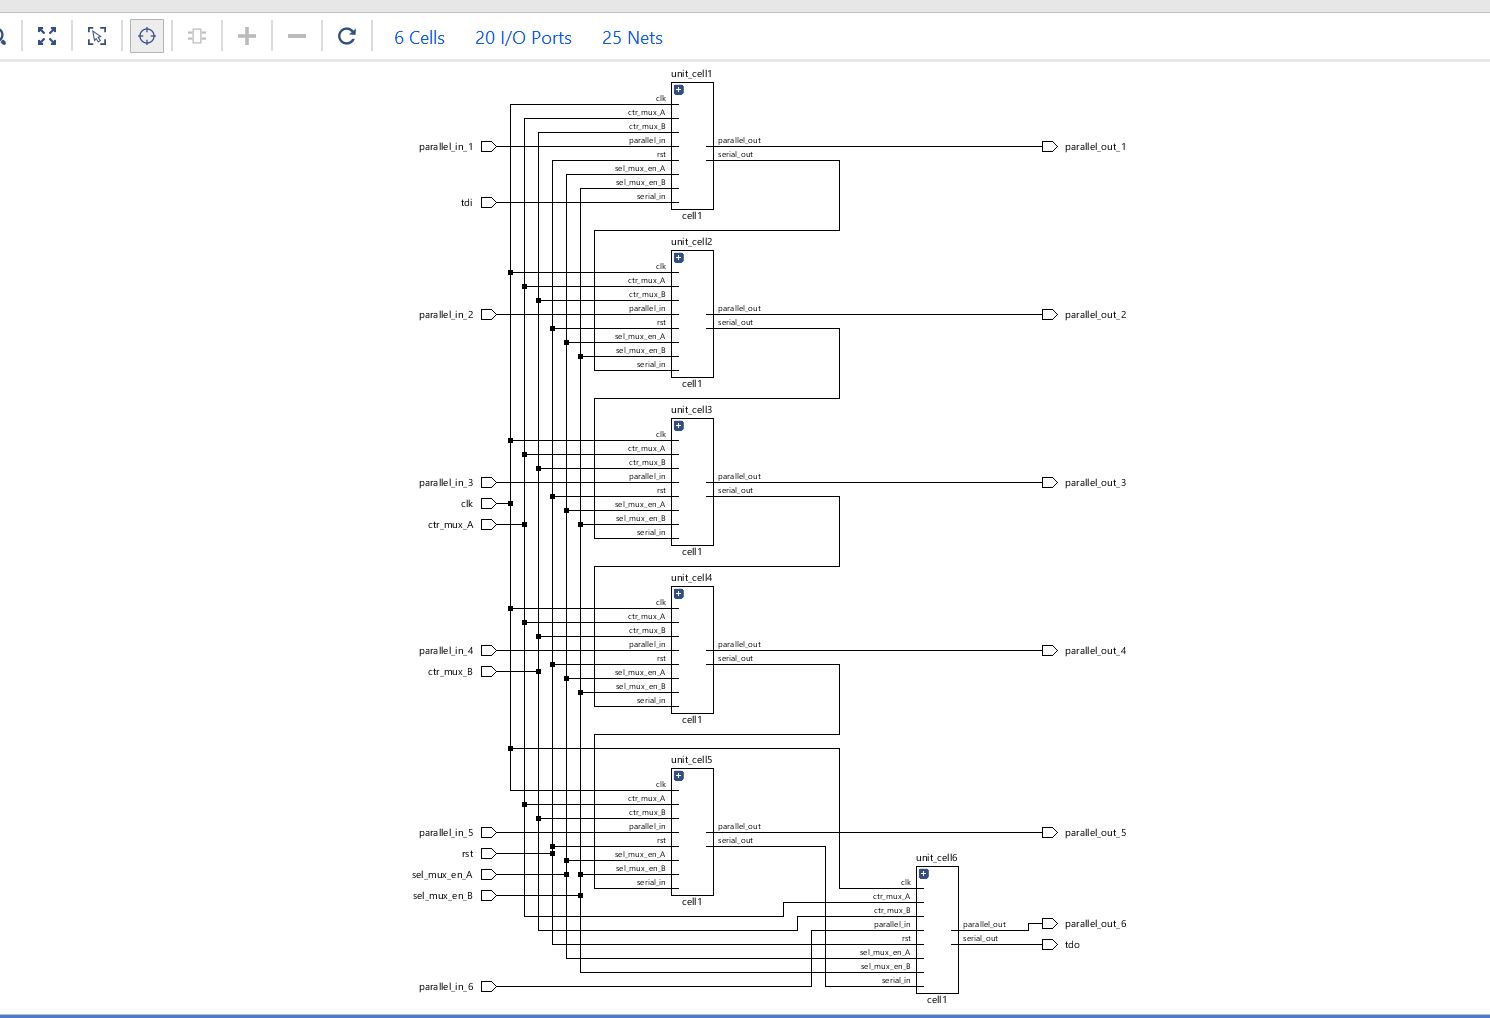 6 Cells 20 I/O Ports 25 Nets
unit_cell1
clk
ctr_mux_A
ctr_mux_B
parallel_in_1 parallel_in parallel_out parallel_out_1
rst serial_out
sel_mux_en_A
sel_mux_en_B
tdi serial_in
cell1
unit_cell2
clk
ctr_mux_A
ctr_mux_B
parallel_in_2 parallel_in parallel_out parallel_out_2
rst serial_out
sel_mux_en_A
sel_mux_en_B
serial_in
cell1
unit_cell3
clk
ctr_mux_A
ctr_mux_B
parallel_in_3 parallel_in parallel_out parallel_out_3
rst serial_out
clk sel_mux_en_A
ctr_mux_A sel_mux_en_B
serial_in
cell1
unit_cell4
clk
ctr_mux_A
ctr_mux_B
parallel_in_4 parallel_in parallel_out parallel_out_4
rst serial_out
ctr_mux_B sel_mux_en_A
sel_mux_en_B
serial_in
cell1
unit_cell5
clk
ctr_mux_A
ctr_mux_B
parallel_in_5 parallel_in parallel_out parallel_out_5
rst serial_out
rst sel_mux_en_A
sel_mux_en_A sel_mux_en_B
serial_in
sel_mux_en_B
cell1
unit_cell6
clk
ctr_mux_A
ctr_mux_B
parallel_in parallel_out parallel_out_6
rst serial_out tdo
sel_mux_en_A
sel_mux_en_B
parallel_in_6 serial_in
cell1